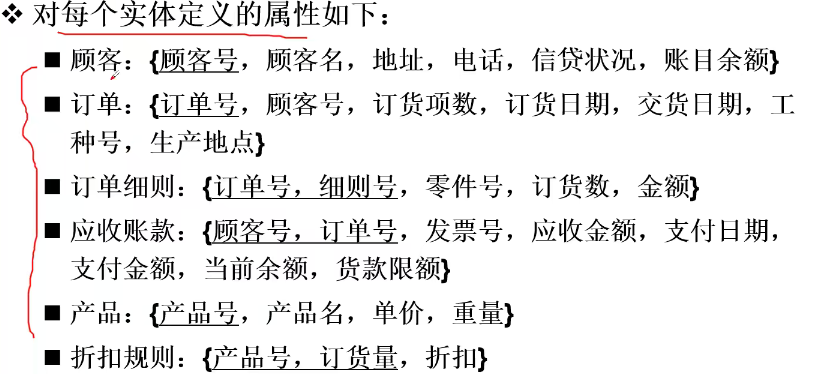 ❖ 对每个实体定义的属性如下：
■ 顾客：{顾客号，顾客名，地址，电话，信贷状况，账目余额}
■ 订单：{订单号，顾客号，订货项数，订货日期，交货日期，工
种号，生产地点}
■ 订单细则：{订单号，细则号，零件号，订货数，金额}
■ 应收账款：{顾客号，订单号，发票号，应收金额，支付日期，
支付金额，当前余额，货款限额}
■ 产品：{产品号，产品名，单价，重量}
■ 折扣规则：{产品号，订货量，折扣}